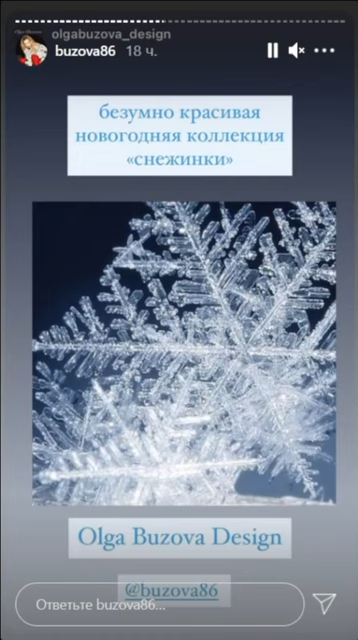 olgabuzova_design
buzova86 18 ч.
безумно красивая
новогодняя коллекция
«снежинки»
Olga Buzova Design
@buzova86
Ответьте buzova86...